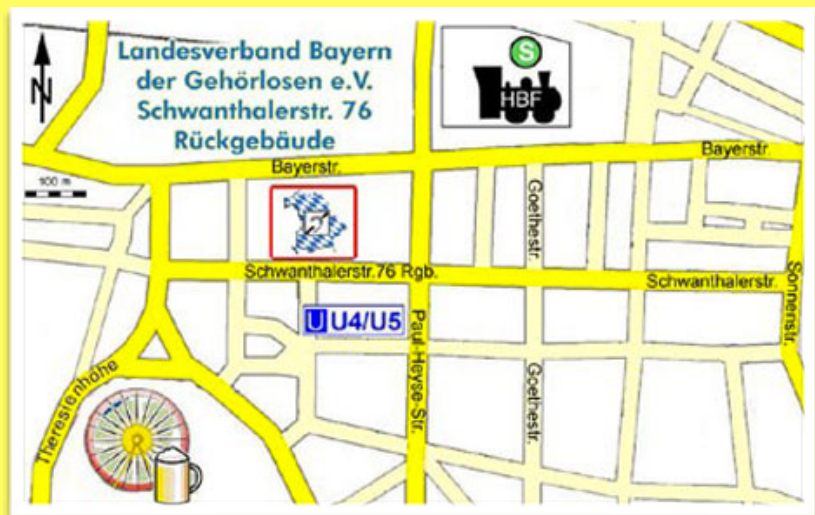 Landesverband Bayern
der Gehörlosen e.V.
Schwanthalerstr. 76
Rückgebäude
N
S
HBF
Bayerstr.
Bayerstr.
100 m
Goethestr.
Schwanthalerstr.76 Rgb.
Schwanthalerstr.
Sonnenstr.
U U4/U5
Paul-Heyse-Str.
Goethestr.
Theresienhöhe